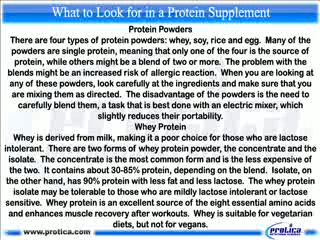 What to Look for in a Protein Supplement
Protein Powders
There are four types of protein powders: whey, soy, rice and egg. Many of the
powders are single protein, meaning that only one of the four is the source of
protein, while others might be a blend of two or more. The problem with the
blends might be an increased risk of allergic reaction. When you are looking at
any of these powders, look carefully at the ingredients and make sure that you
are mixing them as directed. The disadvantage of the powders is the need to
carefully blend them, a task that is best done with an electric mixer, which
slightly reduces their portability.
Whey Protein
Whey is derived from milk, making it a poor choice for those who are lactose
intolerant. There are two forms of whey protein powder, the concentrate and the
isolate. The concentrate is the most common form and is the less expensive of
the two. It contains about 30-85% protein, depending on the blend. Isolate, on
the other hand, has 90% protein with less fat and less lactose. The whey protein
isolate may be tolerable to those who are mildly lactose intolerant or lactose
sensitive. Whey protein is an excellent source of the eight essential amino acids
and enhances muscle recovery after workouts. Whey is suitable for vegetarian
diets, but not for vegans.
www.protica.com
protica